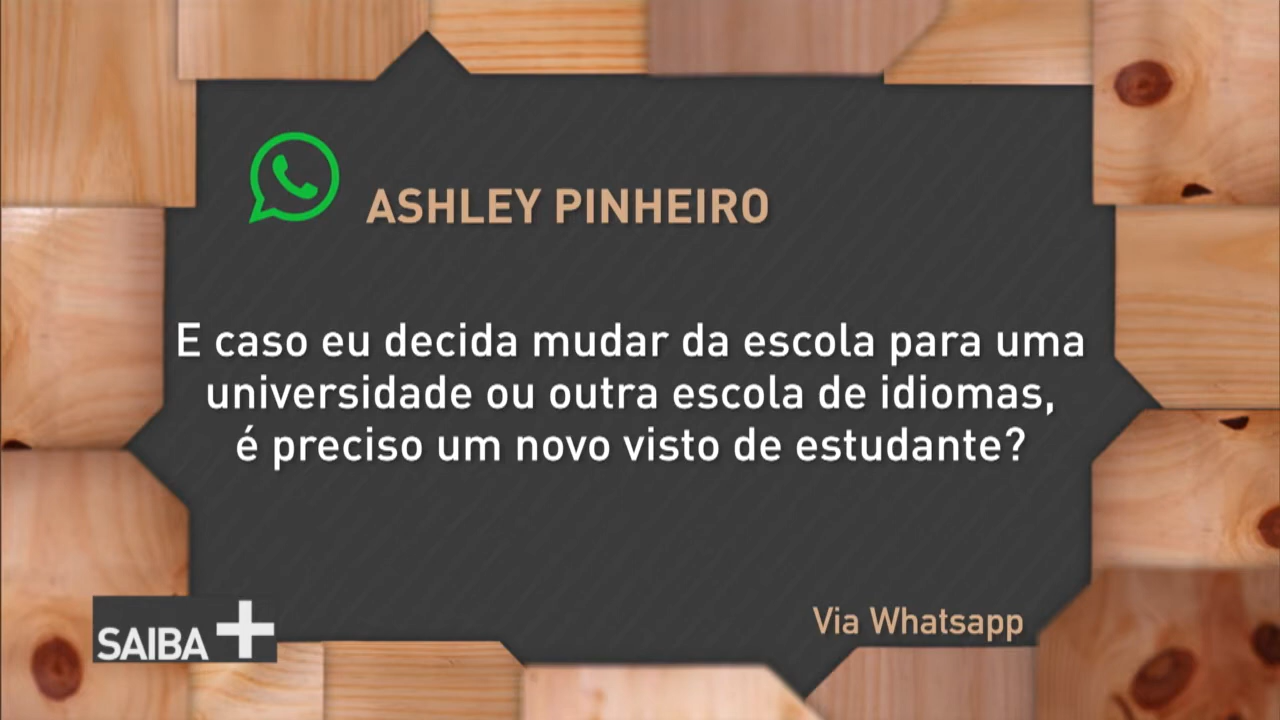 ASHLEY PINHEIRO
E caso eu decida mudar da escola para uma
universidade ou outra escola de idiomas,
é preciso um novo visto de estudante?
Via Whatsapp
SAIBA+